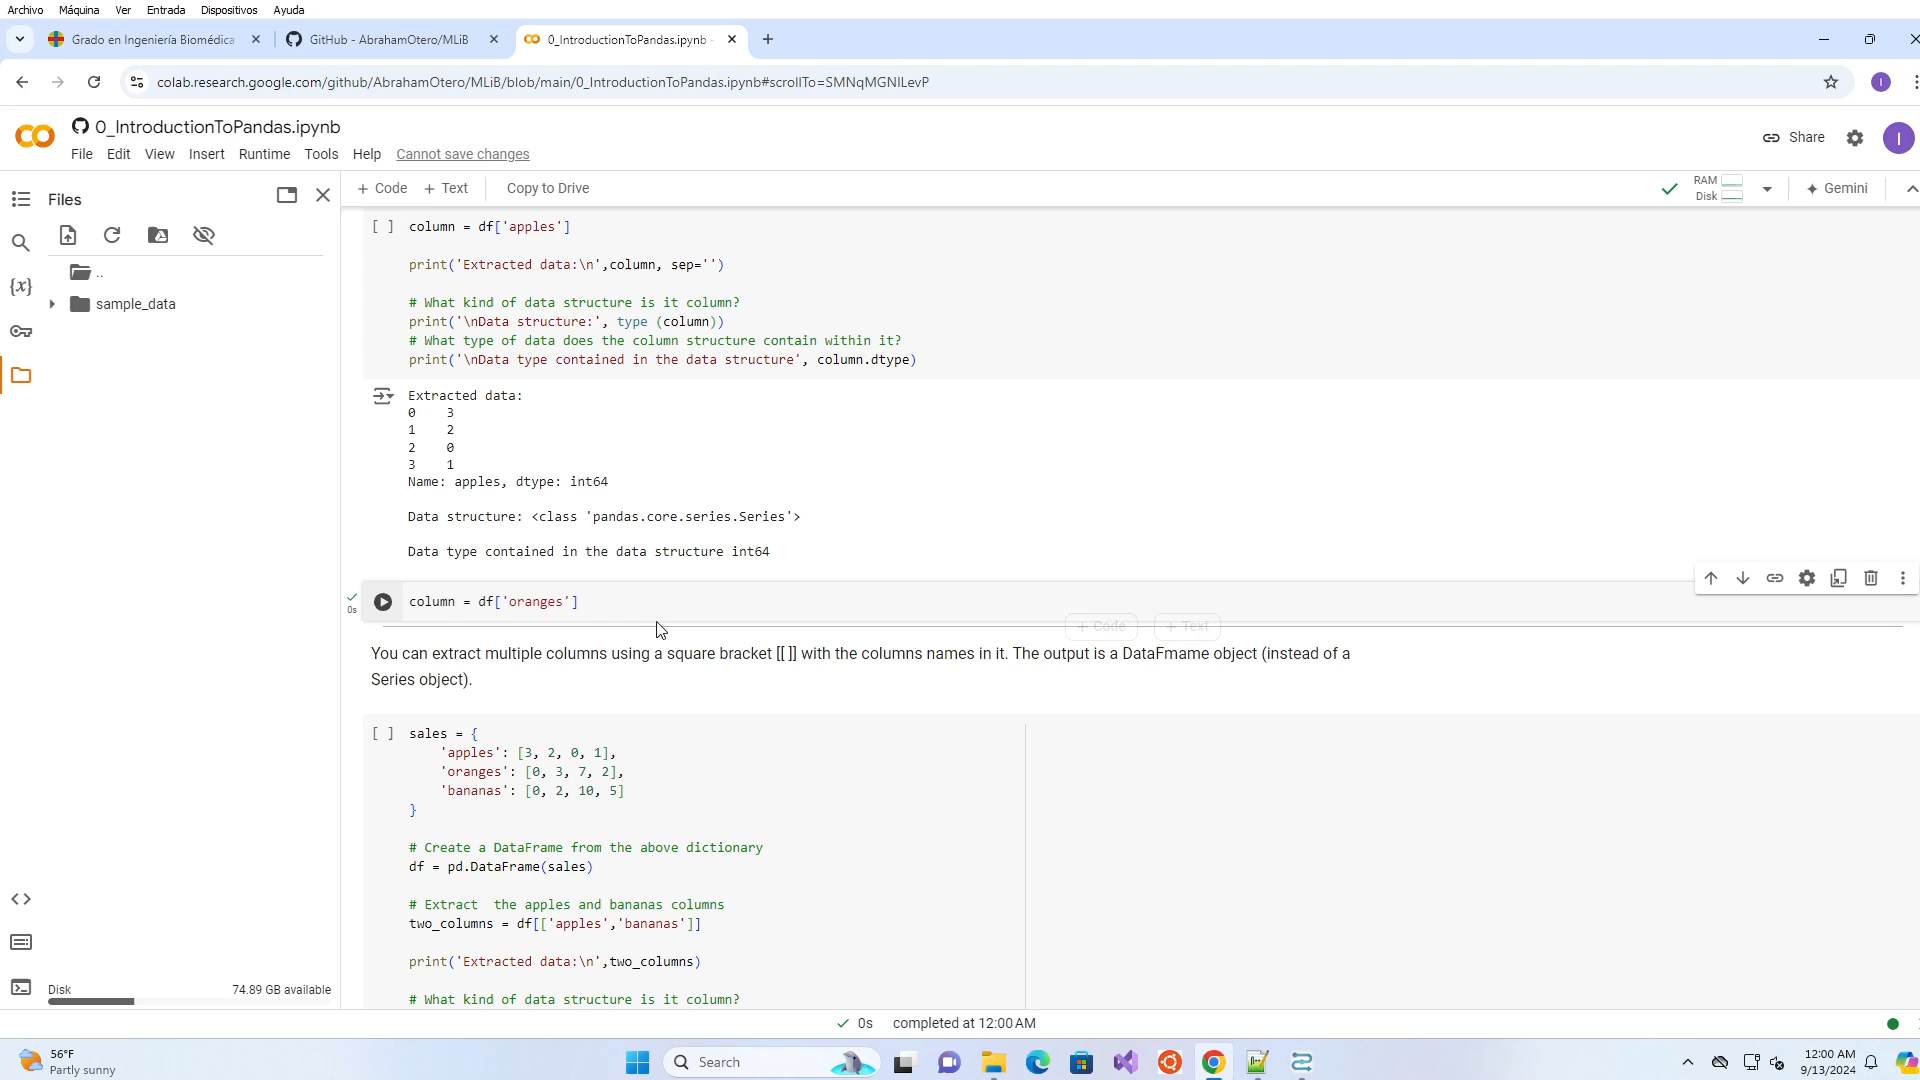 Archivo Máquina Ver Entrada Dispositivos Ayuda
Grado en Ingeniería Biomédica
GitHub - AbrahamOtero/MLiB
0_IntroductionToPandas.ipynb -
colab.research.google.com/github/AbrahamOtero/MLiB/blob/main/0_IntroductionToPandas.ipynb#scrollTo=SMNqMGNILevP
I
0_IntroductionToPandas.ipynb
File Edit View Insert Runtime Tools Help Cannot save changes
Share
I
Files
+ Code + Text Copy to Drive
RAM
Disk
Gemini
..
sample_data
{x}
[ ] column = df['apples']
print('Extracted data:\n',column, sep='')
# What kind of data structure is it column?
print('\nData structure:', type (column))
# What type of data does the column structure contain within it?
print('\nData type contained in the data structure', column.dtype)
Extracted data:
0 3
1 2
2 0
3 1
Name: apples, dtype: int64
Data structure: <class 'pandas.core.series.Series'>
Data type contained in the data structure int64
0s
column = df['oranges']
+ Code + Text
You can extract multiple columns using a square bracket [[ ]] with the columns names in it. The output is a DataFmame object (instead of a
Series object).
[ ] sales = {
'apples': [3, 2, 0, 1],
'oranges': [0, 3, 7, 2],
'bananas': [0, 2, 10, 5]
}
# Create a DataFrame from the above dictionary
df = pd.DataFrame(sales)
# Extract the apples and bananas columns
two_columns = df[['apples','bananas']]
print('Extracted data:\n',two_columns)
# What kind of data structure is it column?
Disk 74.89 GB available
0s completed at 12:00 AM
56°F
Partly sunny
Search
12:00 AM
9/13/2024